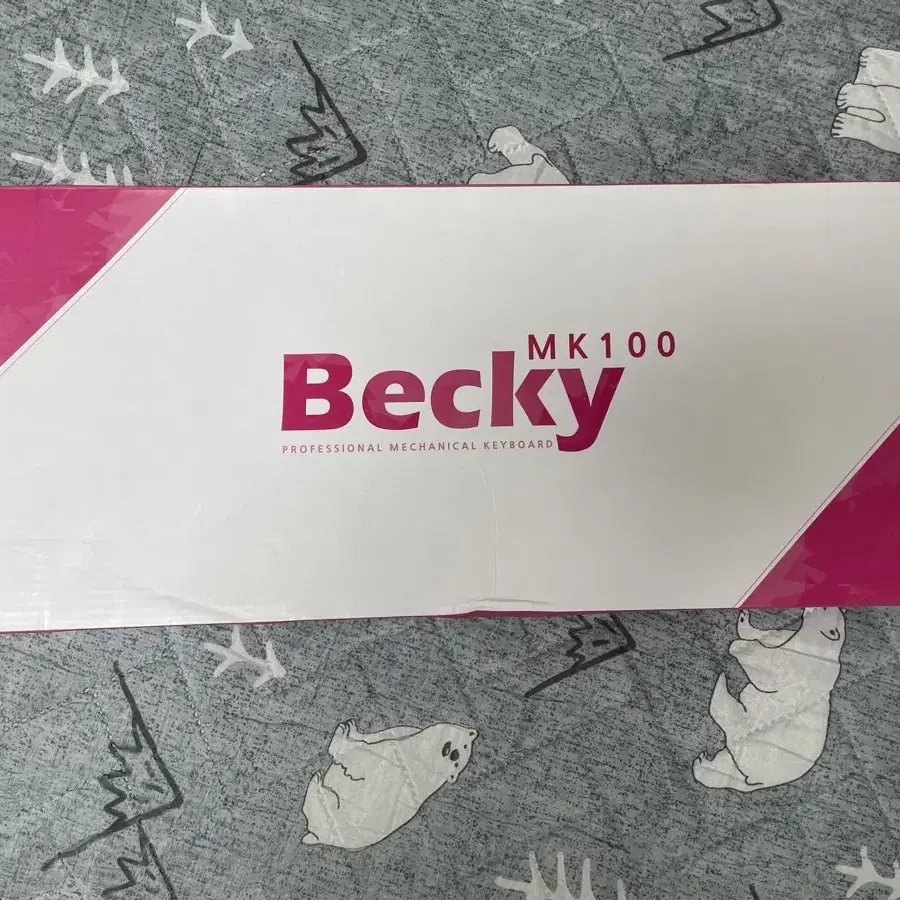 MK100
Becky
PROFESSIONAL MECHANICAL KEYBOARD